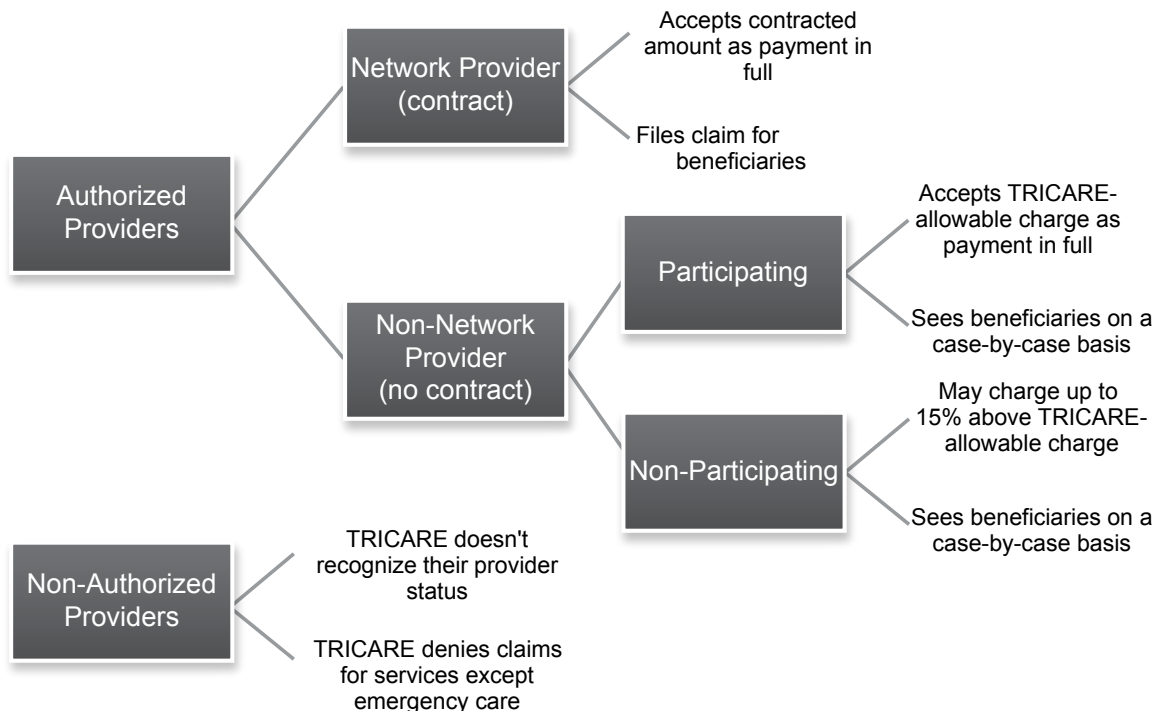 Authorized
Providers
Network Provider
(contract)
Accepts contracted
amount as payment in
full
Files claim for
beneficiaries
Non-Network
Provider
(no contract)
Participating
Accepts TRICARE-
allowable charge as
payment in full
Sees beneficiaries on a
case-by-case basis
Non-Participating
May charge up to
15% above TRICARE-
allowable charge
Sees beneficiaries on a
case-by-case basis
Non-Authorized
Providers
TRICARE doesn't
recognize their provider
status
TRICARE denies claims
for services except
emergency care